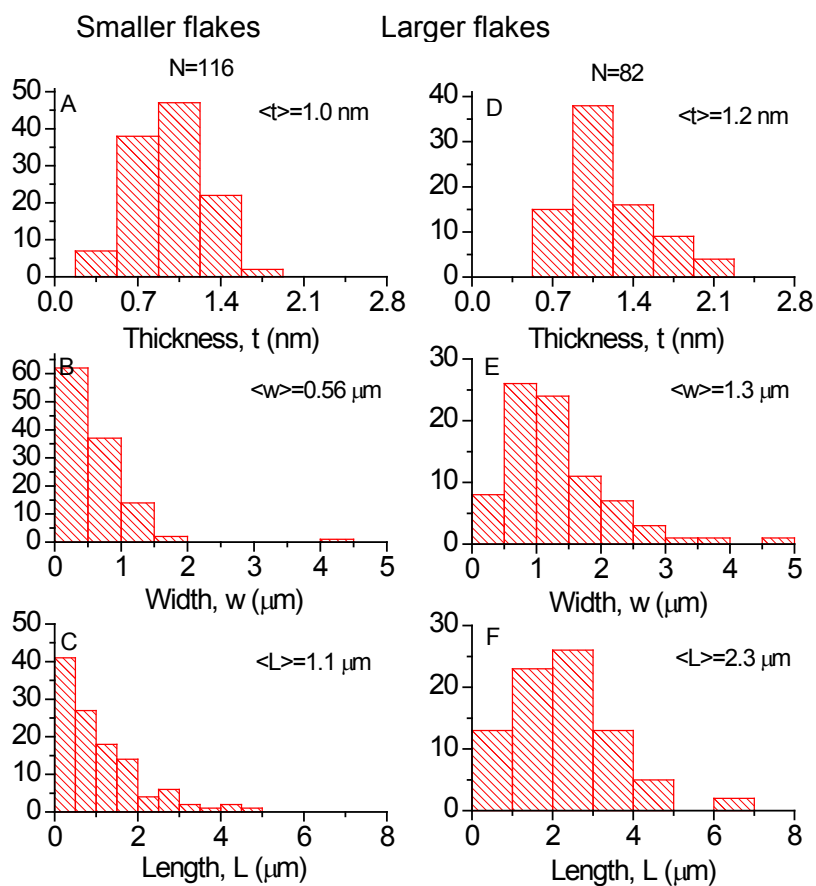 Smaller flakes
Larger flakes
N=116
A
<t>=1.0 nm
50
40
30
20
10
0
0.0 0.7 1.4 2.1 2.8
Thickness, t (nm)
N=82
D
<t>=1.2 nm
40
30
20
10
0
0.0 0.7 1.4 2.1 2.8
Thickness, t (nm)
B
<w>=0.56 μm
60
50
40
30
20
10
0
0 1 2 3 4 5
Width, w (μm)
E
<w>=1.3 μm
30
20
10
0
0 1 2 3 4 5
Width, w (μm)
C
<L>=1.1 μm
50
40
30
20
10
0
0 2 4 6 8
Length, L (μm)
F
<L>=2.3 μm
30
20
10
0
0 2 4 6 8
Length, L (μm)